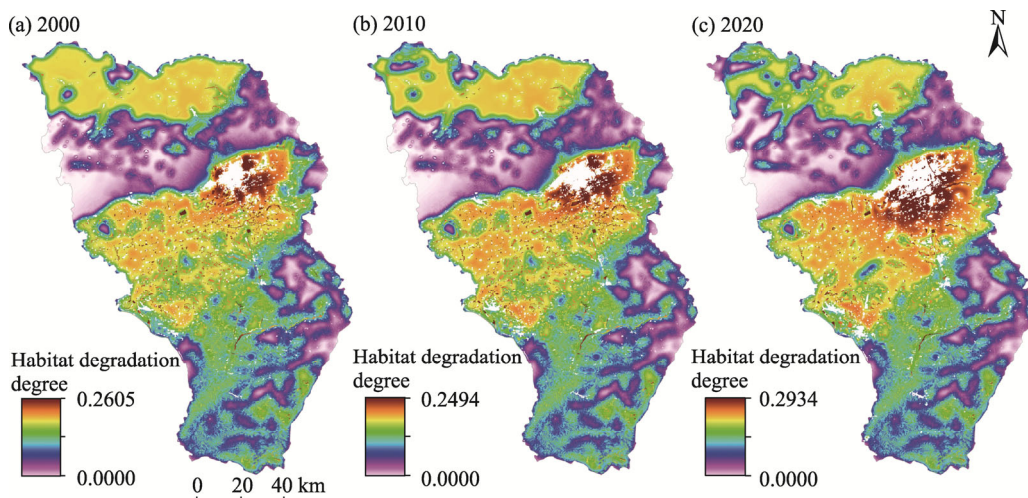 (a) 2000
(b) 2010
(c) 2020
N
Habitat degradation
degree
0.2605
0.0000
0 20 40 km
Habitat degradation
degree
0.2494
0.0000
Habitat degradation
degree
0.2934
0.0000